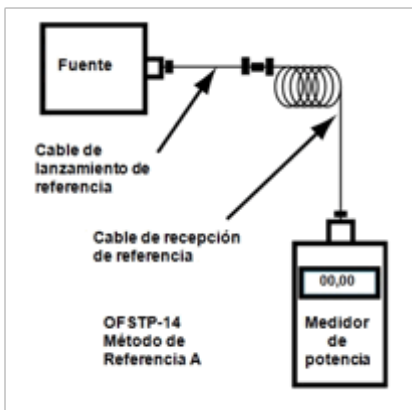 Fuente
Cable de
lanzamiento de
referencia
Cable de recepción
de referencia
00,00
OFSTP-14
Método de
Referencia A
Medidor
de
potencia